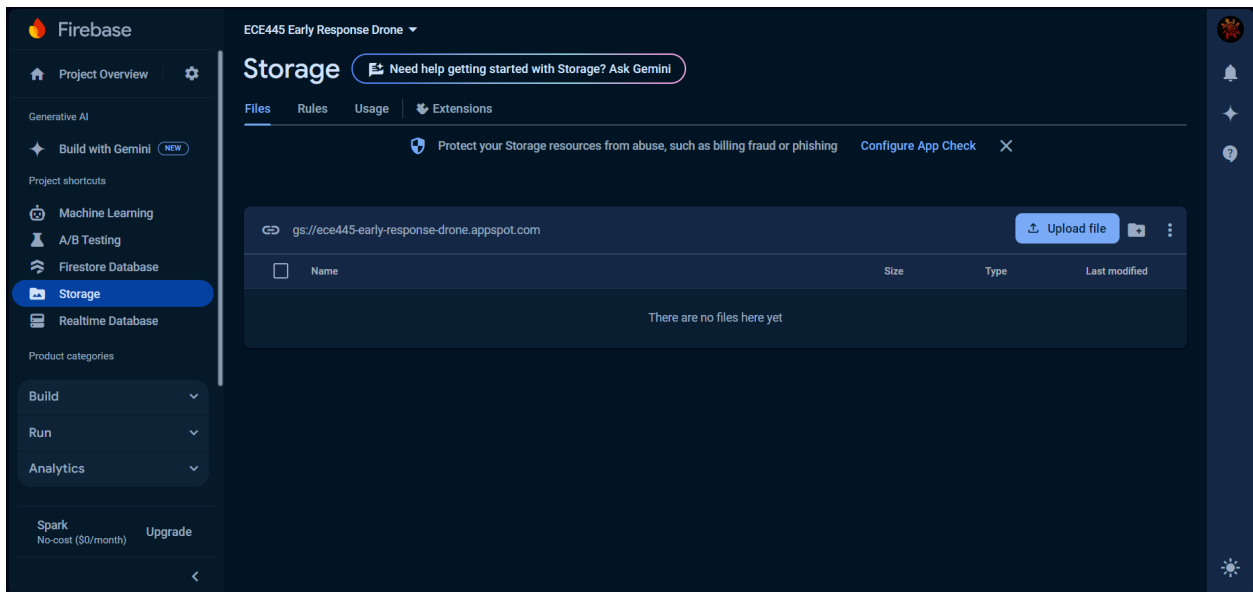 Firebase
Project Overview
Generative AI
Build with Gemini NEW
Project shortcuts
Machine Learning
A/B Testing
Firestore Database
Storage
Realtime Database
Product categories
Build
Run
Analytics
Spark
No-cost ($0/month)
Upgrade
ECE445 Early Response Drone
Storage
Need help getting started with Storage? Ask Gemini
Files Rules Usage Extensions
Protect your Storage resources from abuse, such as billing fraud or phishing Configure App Check
gs://ece445-early-response-drone.appspot.com Upload file
Name Size Type Last modified
There are no files here yet